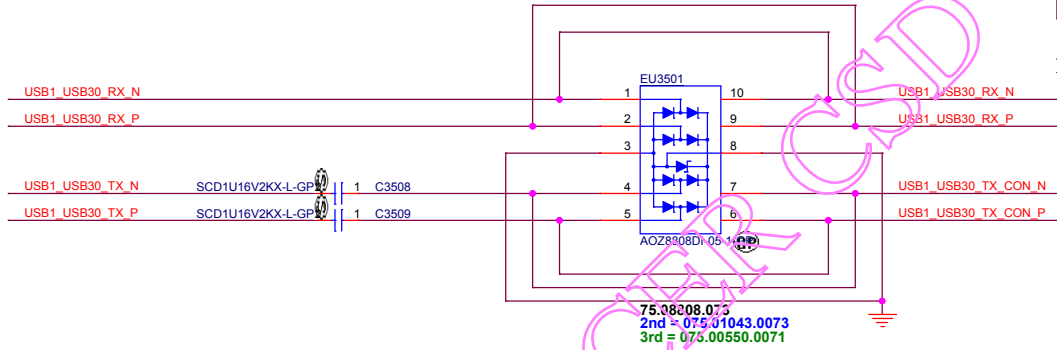 EU3501
USB1_USB30_RX_N 1 10 USB1_USB30_RX_N
USB1_USB30_RX_P 2 9 USB1_USB30_RX_P
3 8
USB1_USB30_TX_N SCD1U16V2KX-L-GP 1 C3508 4 7 USB1_USB30_TX_CON_N
USB1_USB30_TX_P SCD1U16V2KX-L-GP 1 C3509 5 6 USB1_USB30_TX_CON_P
75.08808.073
2nd = 075.01043.0073
3rd = 075.00550.0071
CER CSD